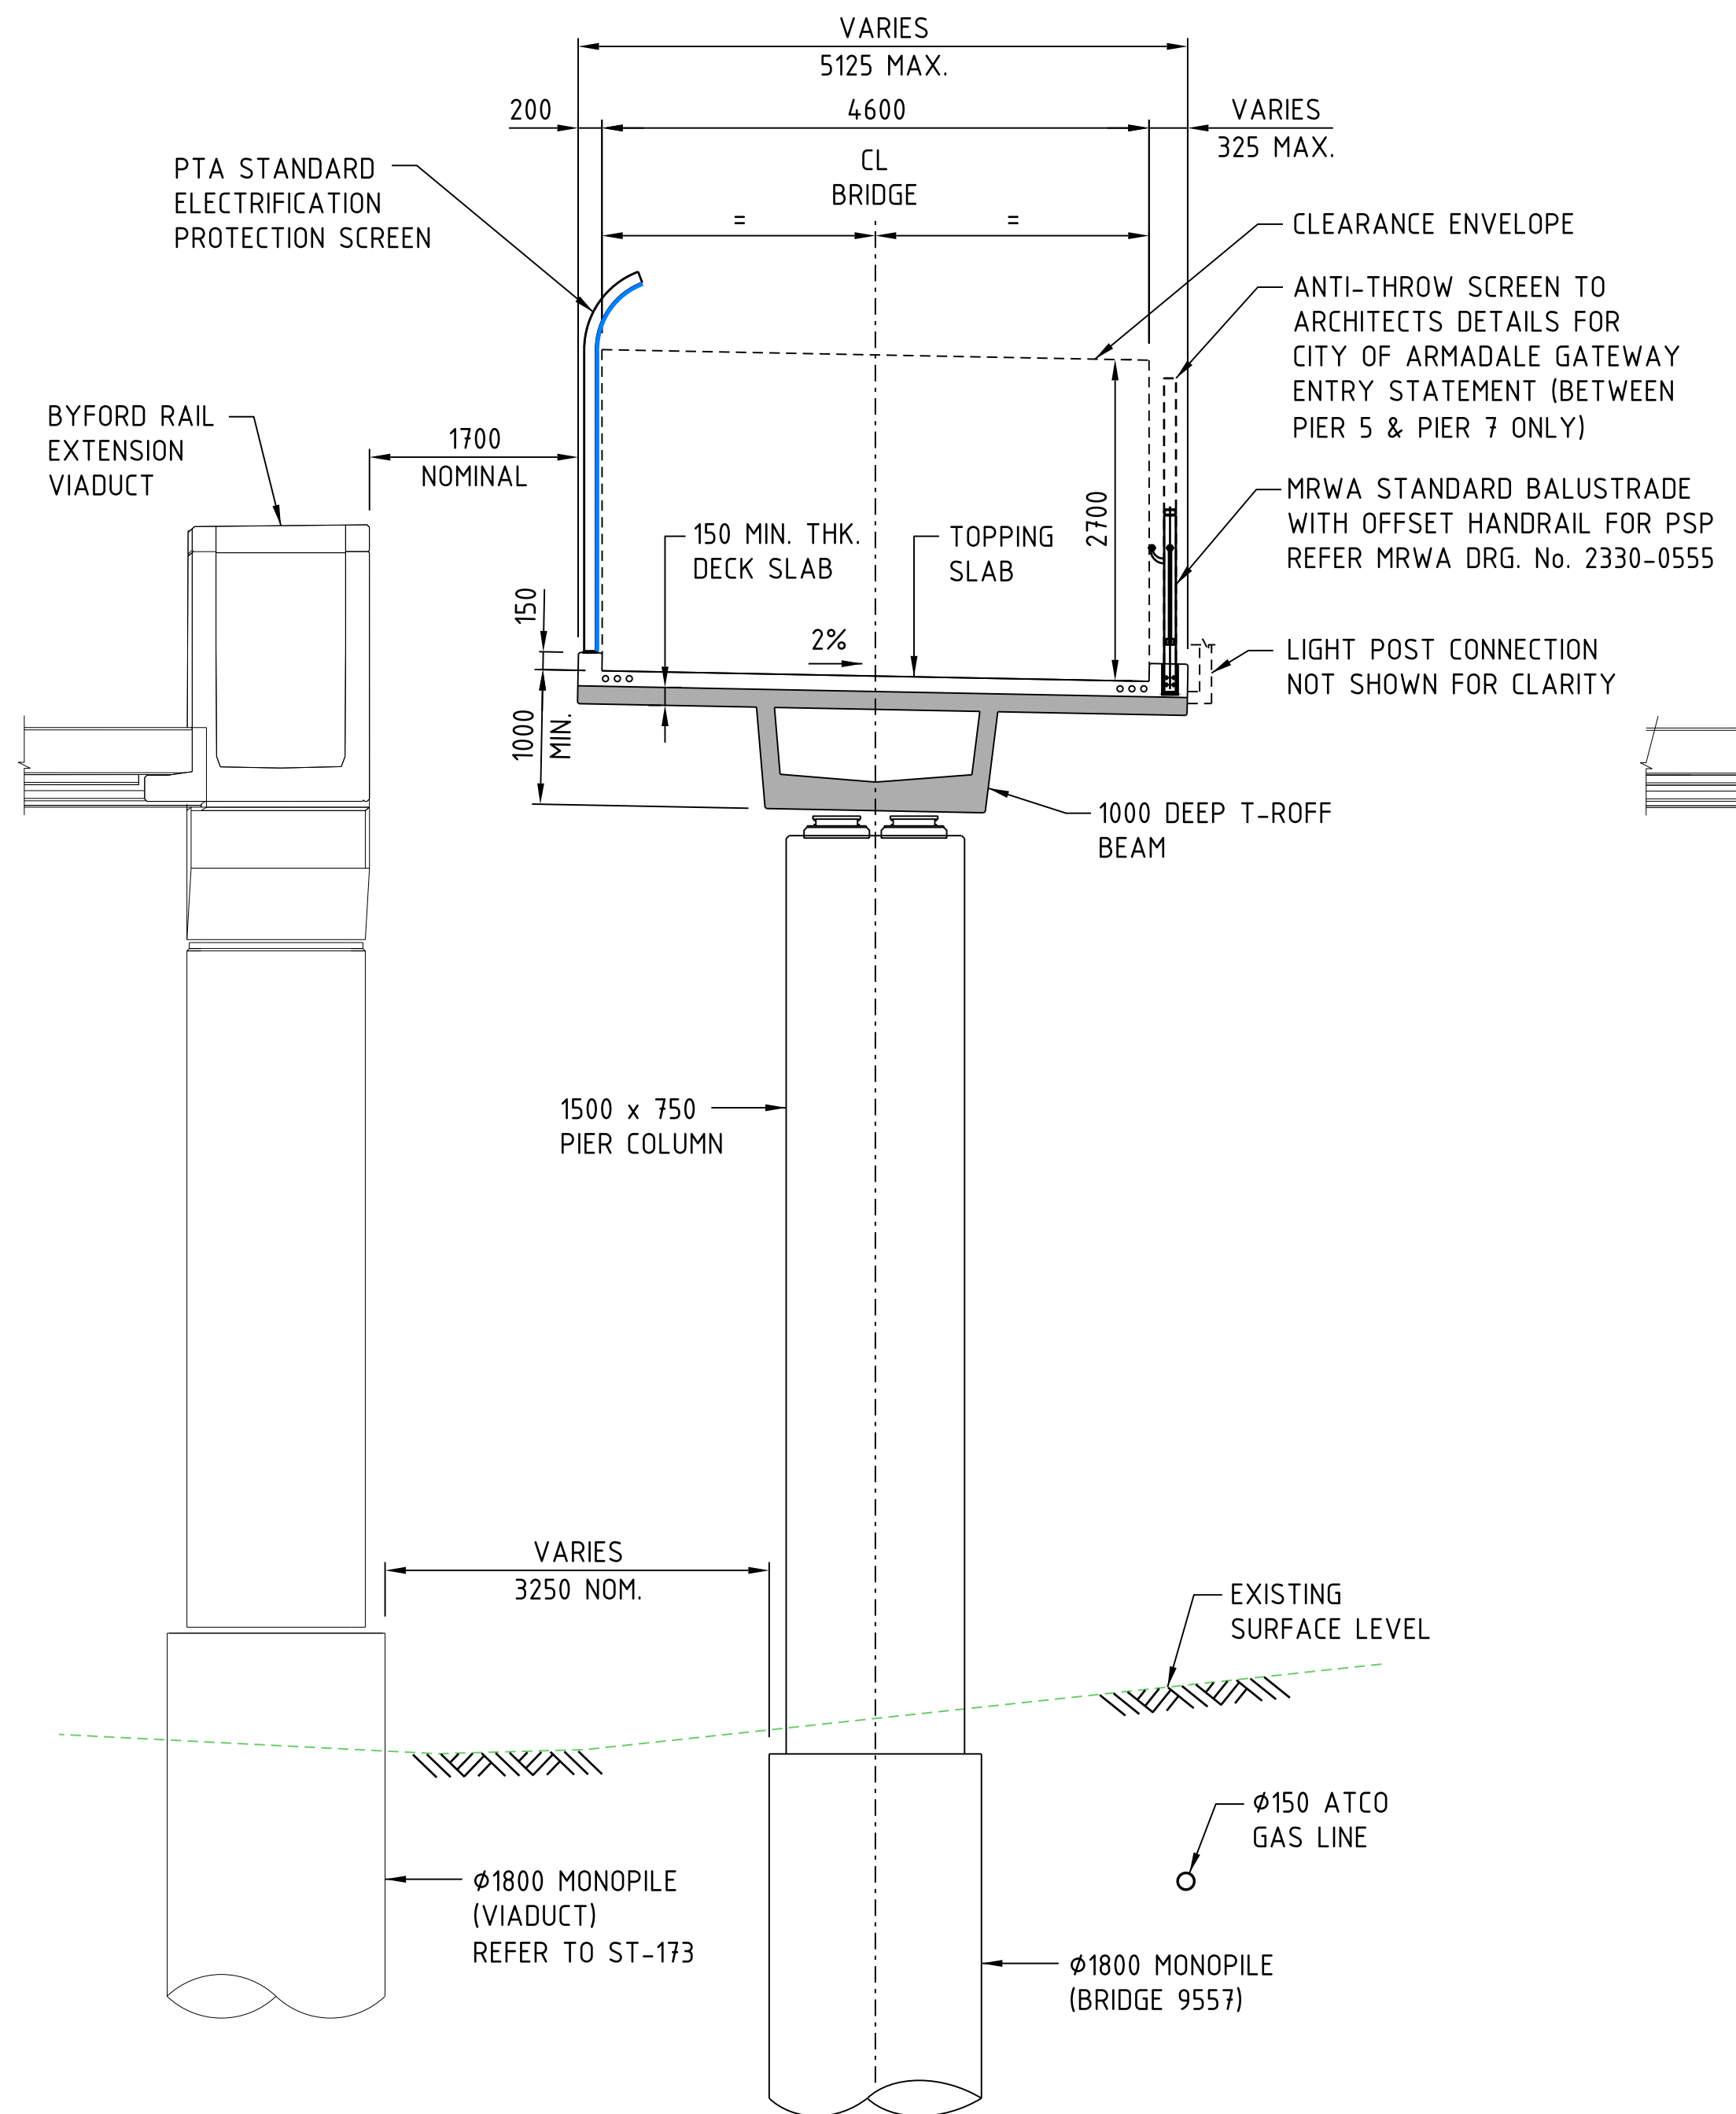 VARIES
5125 MAX.
200
4600
VARIES
325 MAX.
CL
BRIDGE
=
=
PTA STANDARD
ELECTRIFICATION
PROTECTION SCREEN
CLEARANCE ENVELOPE
ANTI-THROW SCREEN TO
ARCHITECTS DETAILS FOR
CITY OF ARMADALE GATEWAY
ENTRY STATEMENT (BETWEEN
PIER 5 & PIER 7 ONLY)
BYFORD RAIL
EXTENSION
VIADUCT
1700
NOMINAL
2700
MRWA STANDARD BALUSTRADE
WITH OFFSET HANDRAIL FOR PSP
REFER MRWA DRG. No. 2330-0555
150 MIN. THK.
DECK SLAB
TOPPING
SLAB
150
2%
LIGHT POST CONNECTION
NOT SHOWN FOR CLARITY
1000
MIN.
1000 DEEP T-ROFF
BEAM
1500 x 750
PIER COLUMN
VARIES
3250 NOM.
EXISTING
SURFACE LEVEL
ϕ150 ATCO
GAS LINE
ϕ1800 MONOPILE
(VIADUCT)
REFER TO ST-173
ϕ1800 MONOPILE
(BRIDGE 9557)